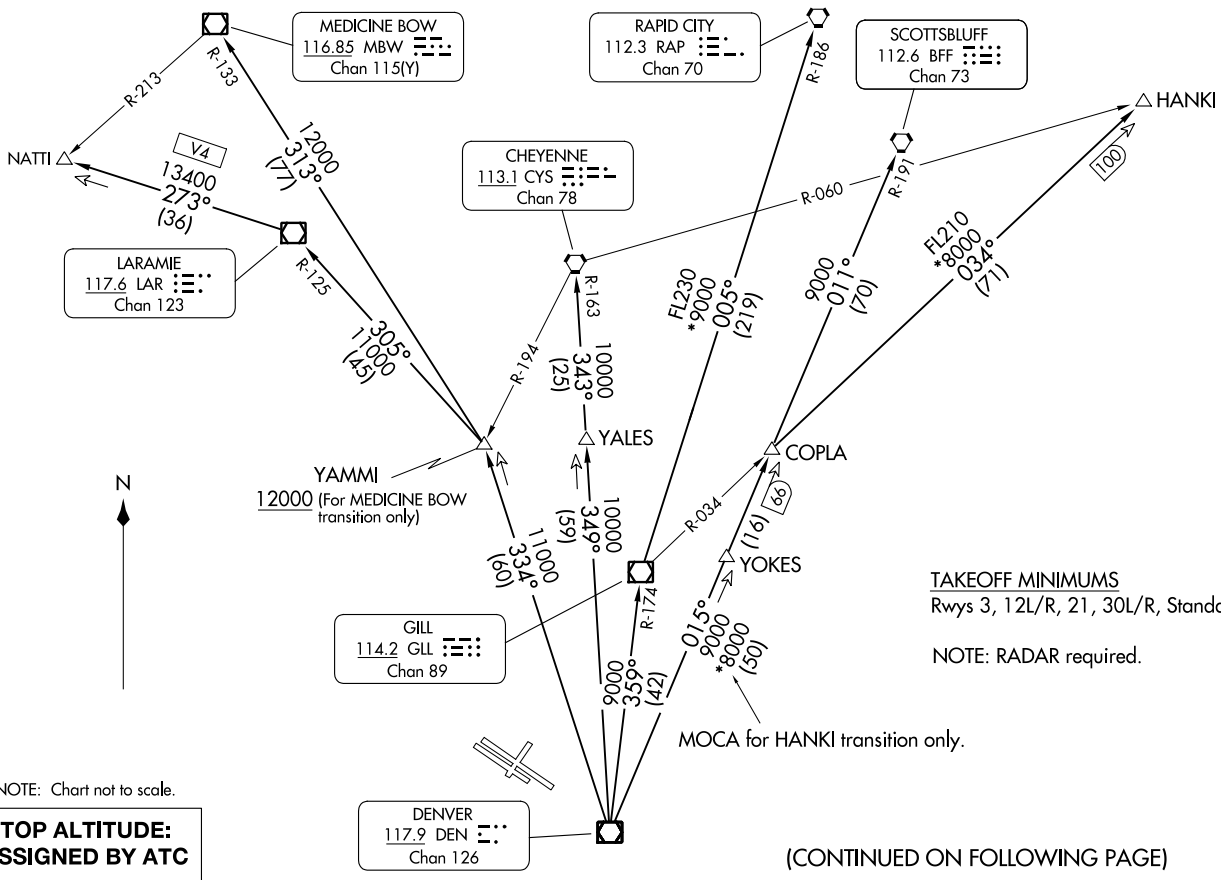 MEDICINE BOW
116.85 MBW
Chan 115(Y)
RAPID CITY
112.3 RAP
Chan 70
SCOTTSBLUFF
112.6 BFF
Chan 73
R-133
R-186
R-213
HANKI
NATTI
V4
13400
273°
(36)
12000
313°
(77)
CHEYENNE
113.1 CYS
Chan 78
R-191
100
R-060
LARAMIE
117.6 LAR
Chan 123
R-125
R-163
FL210
*8000
034°
(71)
9000
011°
(70)
FL230
*9000
005°
(219)
305°
11000
(45)
R-194
10000
343°
(25)
YALES
COPLA
YAMMI
12000 (For MEDICINE BOW
transition only)
N
66
(16)
R-034
10000
349°
(59)
11000
334°
(60)
YOKES
R-174
TAKEOFF MINIMUMS
Rwys 3, 12L/R, 21, 30L/R, Standa
NOTE: RADAR required.
GILL
114.2 GLL
Chan 89
015°
9000
*8000
(50)
9000
359°
(42)
MOCA for HANKI transition only.
NOTE: Chart not to scale.
TOP ALTITUDE:
SSIGNED BY ATC
DENVER
117.9 DEN
Chan 126
(CONTINUED ON FOLLOWING PAGE)